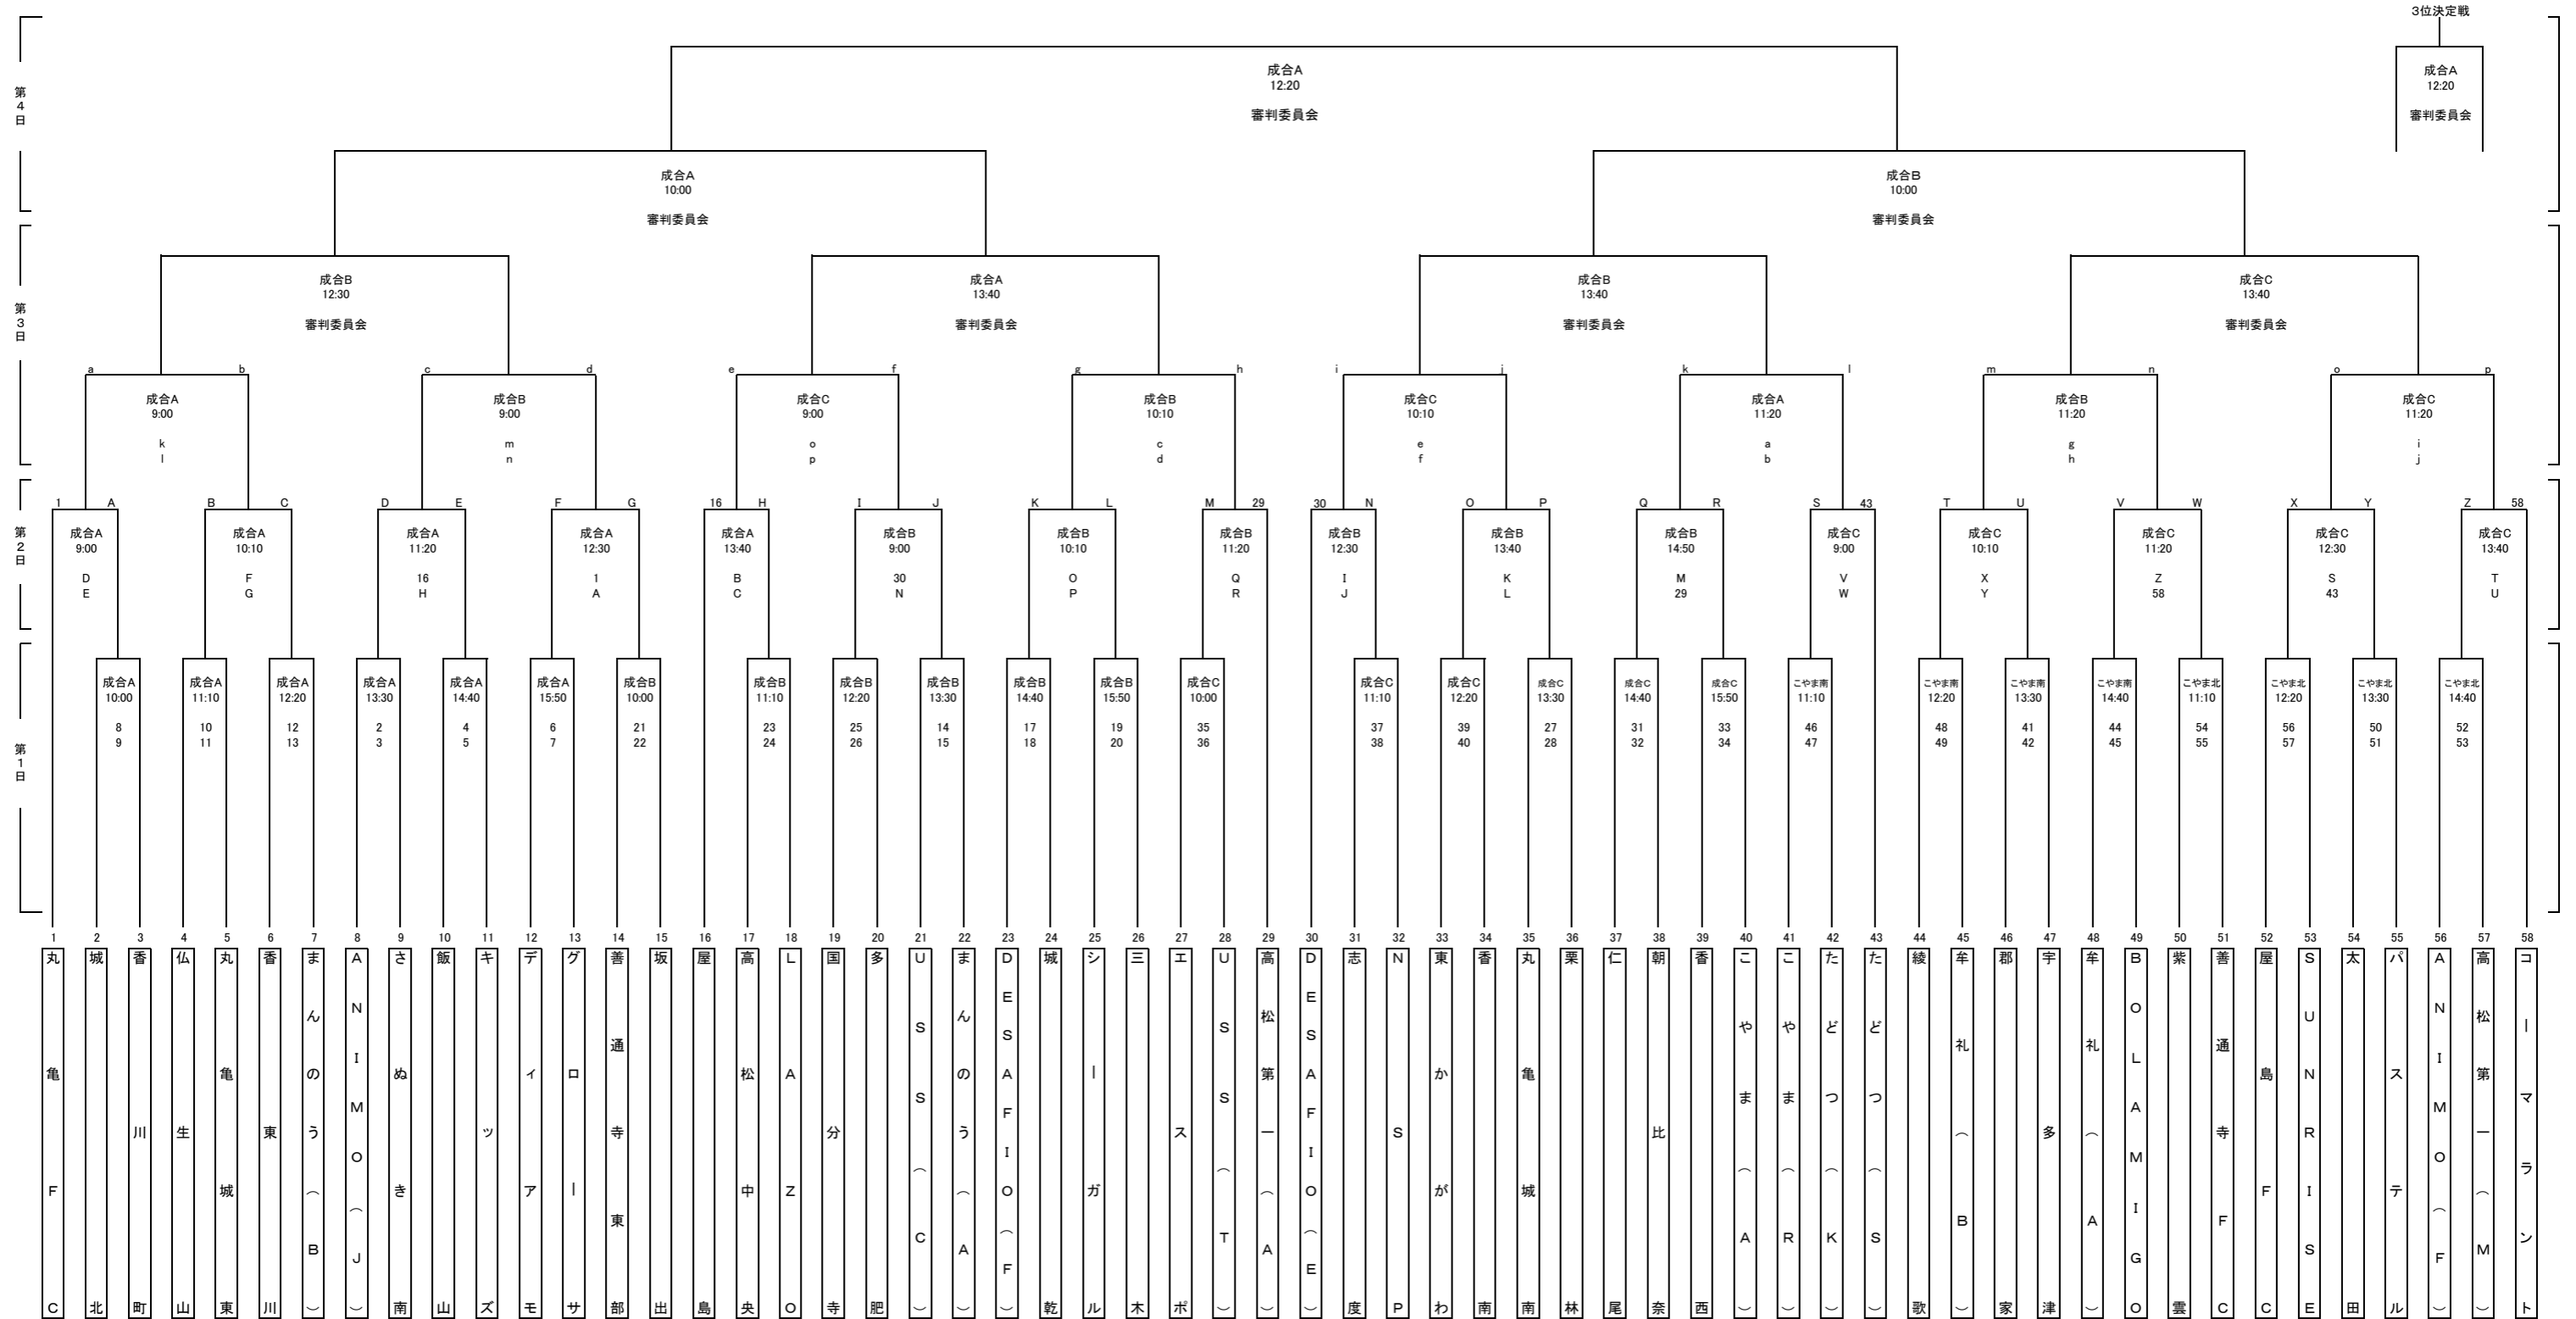 3位決定戦
成合A
12:20
審判委員会
成合A
12:20
審判委員会
第4日
成合A
10:00
審判委員会
成合B
10:00
審判委員会
成合B
12:30
審判委員会
成合A
13:40
審判委員会
成合B
13:40
審判委員会
成合C
13:40
審判委員会
第3日
a b c d e f g h i j k l m n o p
成合A 成合B 成合C 成合B 成合C 成合A 成合B 成合C
9:00 9:00 9:00 10:10 10:10 11:20 11:20 11:20
k m o c e a g i
l n p d f b h j
1 A B C D E F G 16 H I J K L M 29 30 N O P Q R S 43 T U V W X Y Z 58
第2日
成合A 成合A 成合A 成合A 成合A 成合B 成合B 成合B 成合B 成合B 成合B 成合C 成合C 成合C 成合C 成合C
9:00 10:10 11:20 12:30 13:40 9:00 10:10 11:20 12:30 13:40 14:50 9:00 10:10 11:20 12:30 13:40
D F 16 1 B 30 O Q I K M V X Z S T
E G H A C N P R J L 29 W Y 58 43 U
成合A 成合A 成合A 成合A 成合A 成合A 成合B 成合B 成合B 成合B 成合B 成合B 成合C 成合C 成合C 成合C 成合C 成合C こやま南 こやま南 こやま南 こやま南 こやま北 こやま北 こやま北 こやま北
10:00 11:10 12:20 13:30 14:40 15:50 10:00 11:10 12:20 13:30 14:40 15:50 10:00 11:10 12:20 13:30 14:40 15:50 11:10 12:20 13:30 14:40 11:10 12:20 13:30 14:40
8 10 12 2 4 6 21 23 25 14 17 19 35 37 39 27 31 33 46 48 41 44 54 56 50 52
9 11 13 3 5 7 22 24 26 15 18 20 36 38 40 28 32 34 47 49 42 45 55 57 51 53
第1日
1 2 3 4 5 6 7 8 9 10 11 12 13 14 15 16 17 18 19 20 21 22 23 24 25 26 27 28 29 30 31 32 33 34 35 36 37 38 39 40 41 42 43 44 45 46 47 48 49 50 51 52 53 54 55 56 57 58
丸亀FC
城北
香川町
仏生山
丸亀城東
香東川
まんのう(B)
ANIMO(J)
さぬき南
飯山
キッズ
ディアモ
グローサ
善通寺東部
坂出
屋島
高松中央
LAZO
国分寺
多肥
USS(C)
まんのう(A)
DESAFIO(F)
城乾
シーガル
三木
エスポ
USS(T)
高松第一(A)
DESAFIO(E)
志度
NSP
東かがわ
香南
丸亀城南
栗林
仁尾
朝比奈
香西
こやま(A)
こやま(R)
たどつ(K)
たどつ(S)
綾歌
牟礼(B)
郡家
宇多津
牟礼(A)
BOLAMIGO
紫雲
善通寺FC
屋島FC
SUNRISE
太田
パステル
ANIMO(F)
高松第一(M)
コーマラント